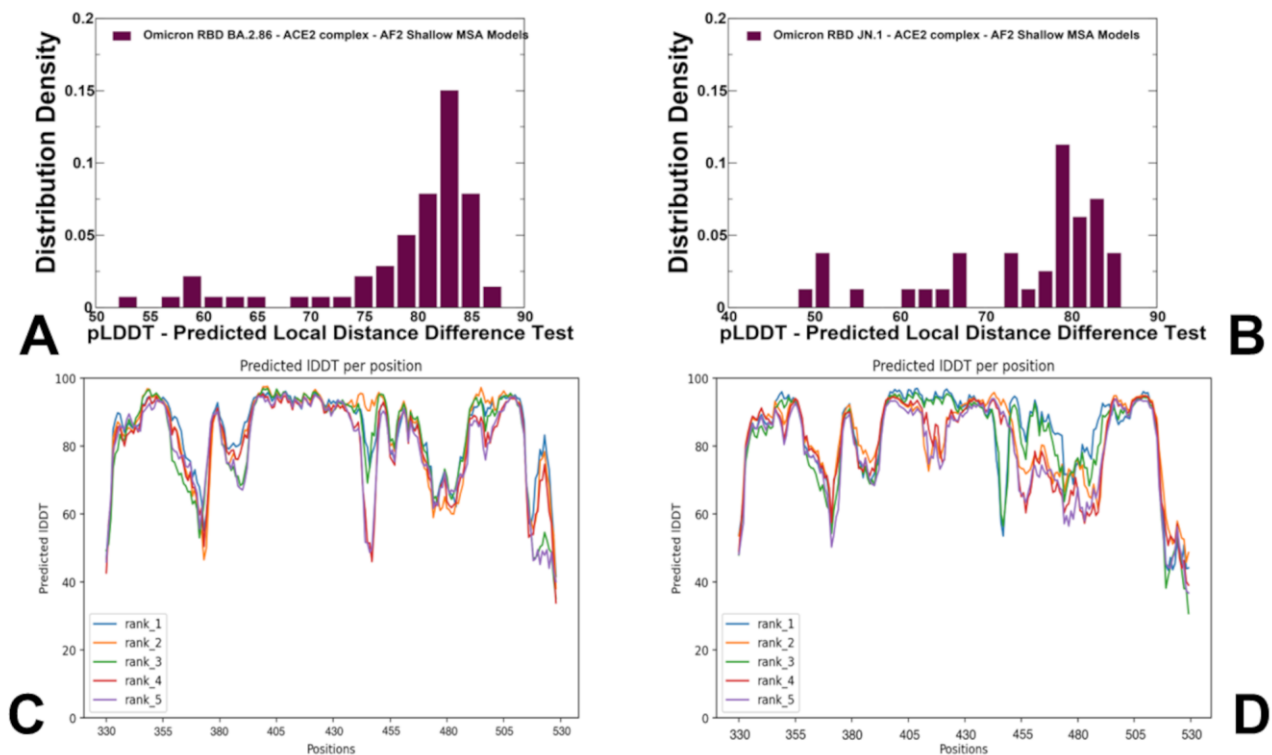 Distribution Density
0.2
0.15
0.1
0.05
0
Omicron RBD BA.2.86 - ACE2 complex - AF2 Shallow MSA Models
50 55 60 65 70 75 80 85 90
pLDDT - Predicted Local Distance Difference Test
A
Distribution Density
0.2
0.15
0.1
0.05
0
Omicron RBD JN.1 - ACE2 complex - AF2 Shallow MSA Models
40 50 60 70 80 90
pLDDT - Predicted Local Distance Difference Test
B
Predicted lDDT per position
Predicted lDDT
100
80
60
40
20
0
rank_1
rank_2
rank_3
rank_4
rank_5
330 355 380 405 430 455 480 505 530
Positions
C
Predicted lDDT per position
Predicted lDDT
100
80
60
40
20
0
rank_1
rank_2
rank_3
rank_4
rank_5
330 355 380 405 430 455 480 505 530
Positions
D